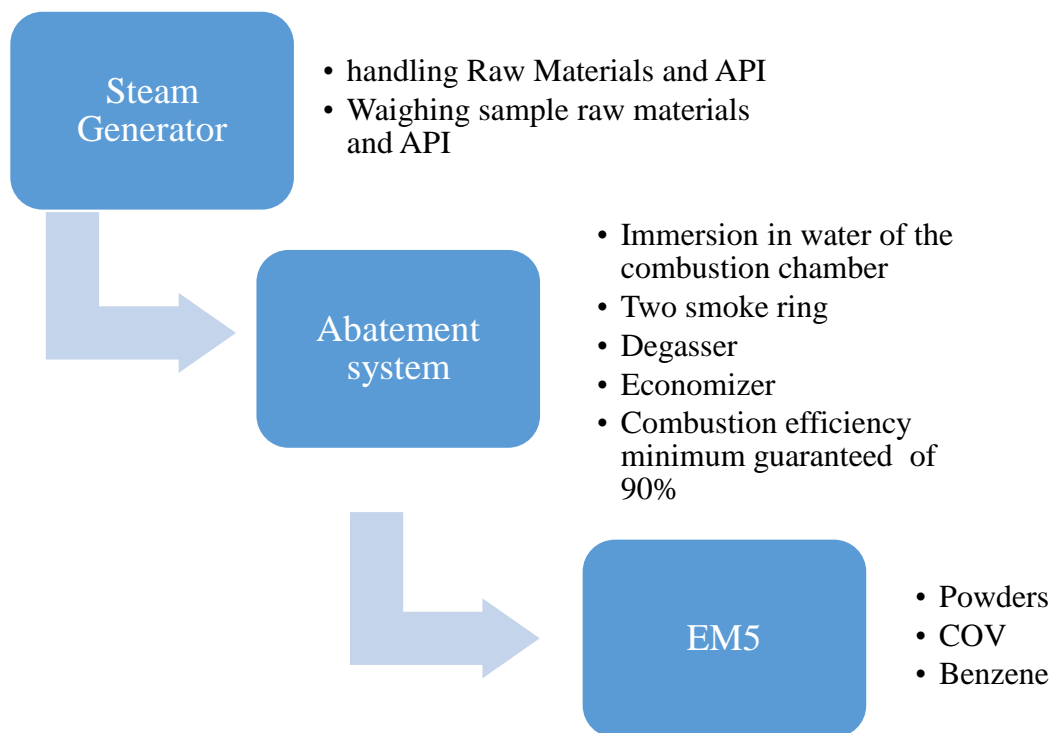 Steam
Generator
• handling Raw Materials and API
• Waighing sample raw materials
and API
Abatement
system
• Immersion in water of the
combustion chamber
• Two smoke ring
• Degasser
• Economizer
• Combustion efficiency
minimum guaranteed of
90%
EM5
• Powders
• COV
• Benzene